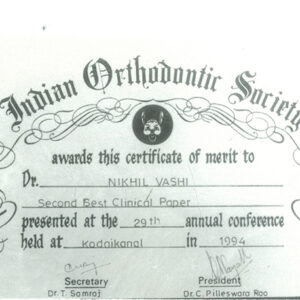 Indian Orthodontic Society
awards this certificate of merit to
Dr. NIKHIL VASHI
Second Best Clinical Paper
presented at the 29th annual conference
held at Kodaikanal in 1994
Secretary President
Dr. T. Samraj Dr. C. Pilleswara Rao